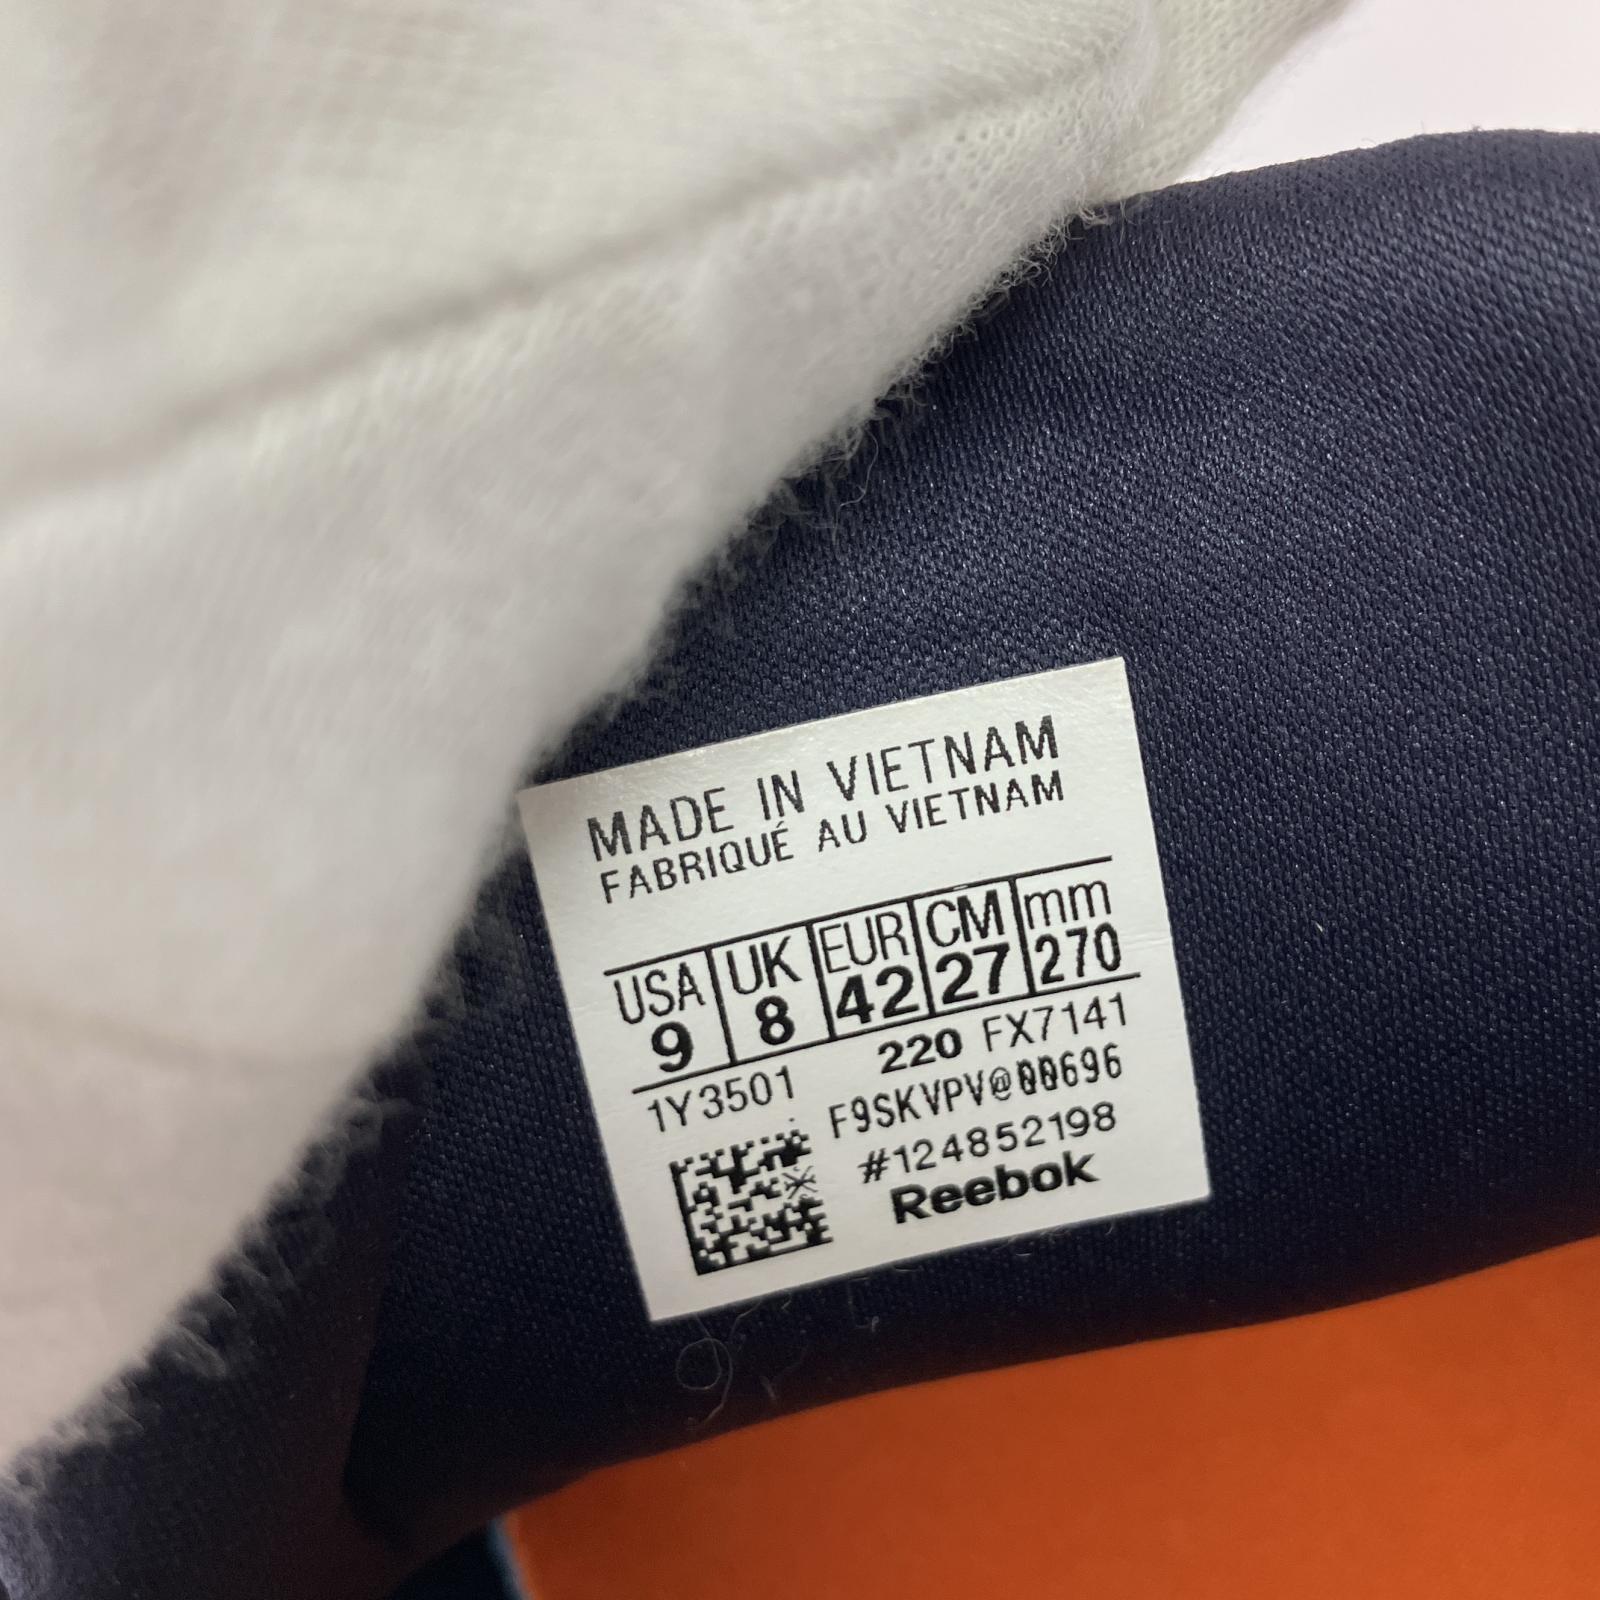 MADE IN VIETNAM
FABRIQUÉ AU VIETNAM
USA UK EUR CM mm
9 8 42 27 270
220 FX7141
1Y3501 F9SKVPV@00696
#124852198
Reebok